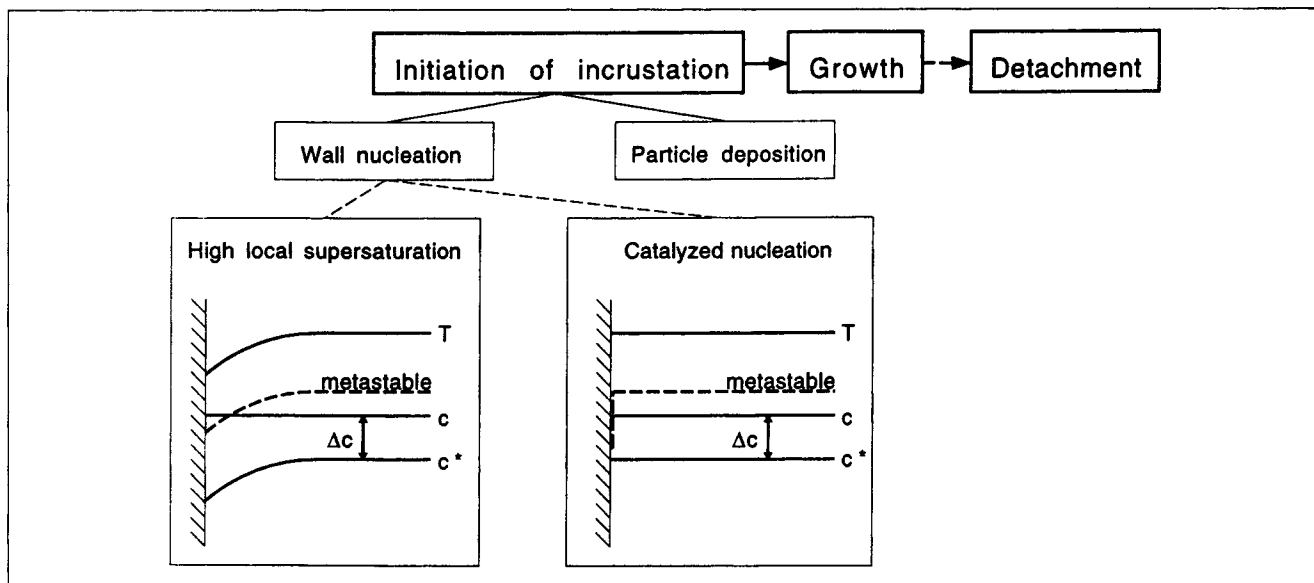 Initiation of incrustation
Growth
Detachment
Wall nucleation
Particle deposition
High local supersaturation
T
metastable
c
Δc
c*
Catalyzed nucleation
T
metastable
c
Δc
c*